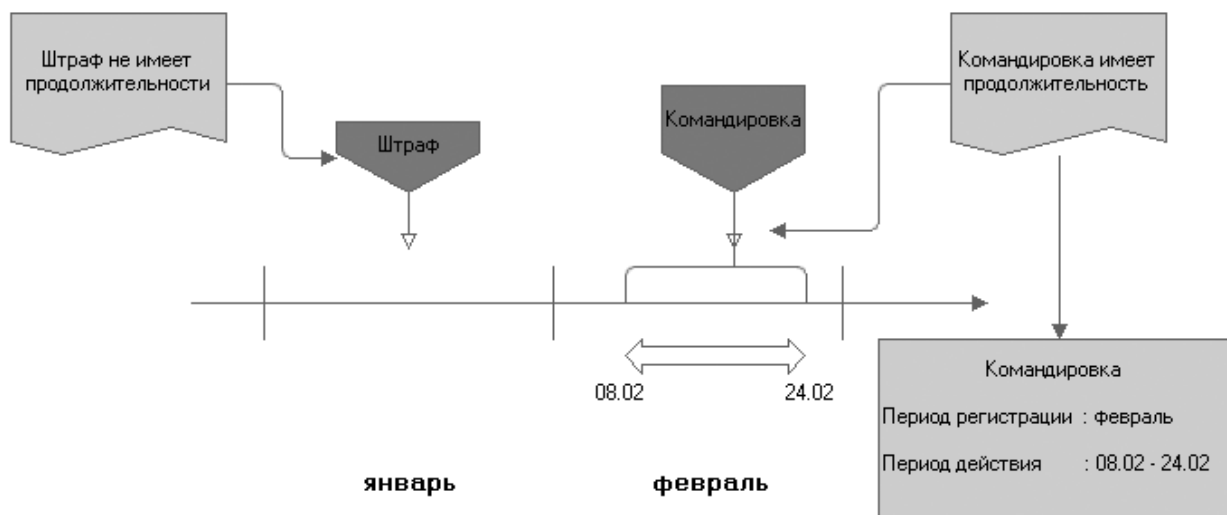 Штраф не имеет
продолжительности
Штраф
Командировка
Командировка имеет
продолжительность
08.02
24.02
январь
февраль
Командировка
Период регистрации : февраль
Период действия : 08.02 - 24.02